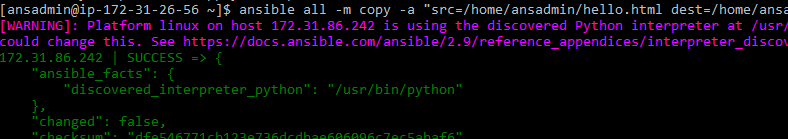 [ansadmin@ip-172-31-26-56 ~]$ ansible all -m copy -a "src=/home/ansadmin/hello.html dest=/home/ansadmin
[WARNING]: Platform linux on host 172.31.86.242 is using the discovered Python interpreter at /usr/
could change this. See https://docs.ansible.com/ansible/2.9/reference_appendices/interpreter_discov
172.31.86.242 | SUCCESS => {
"ansible_facts": {
"discovered_interpreter_python": "/usr/bin/python"
},
"changed": false,
"checksum": "dfe546771cb123e736dcdbae606096c7ec5abaf6"